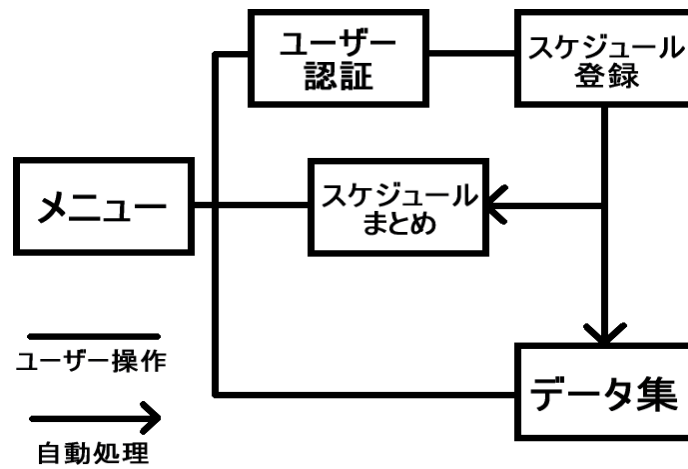 ユーザー
認証
スケジュール
登録
メニュー
スケジュール
まとめ
ユーザー操作
データ集
自動処理